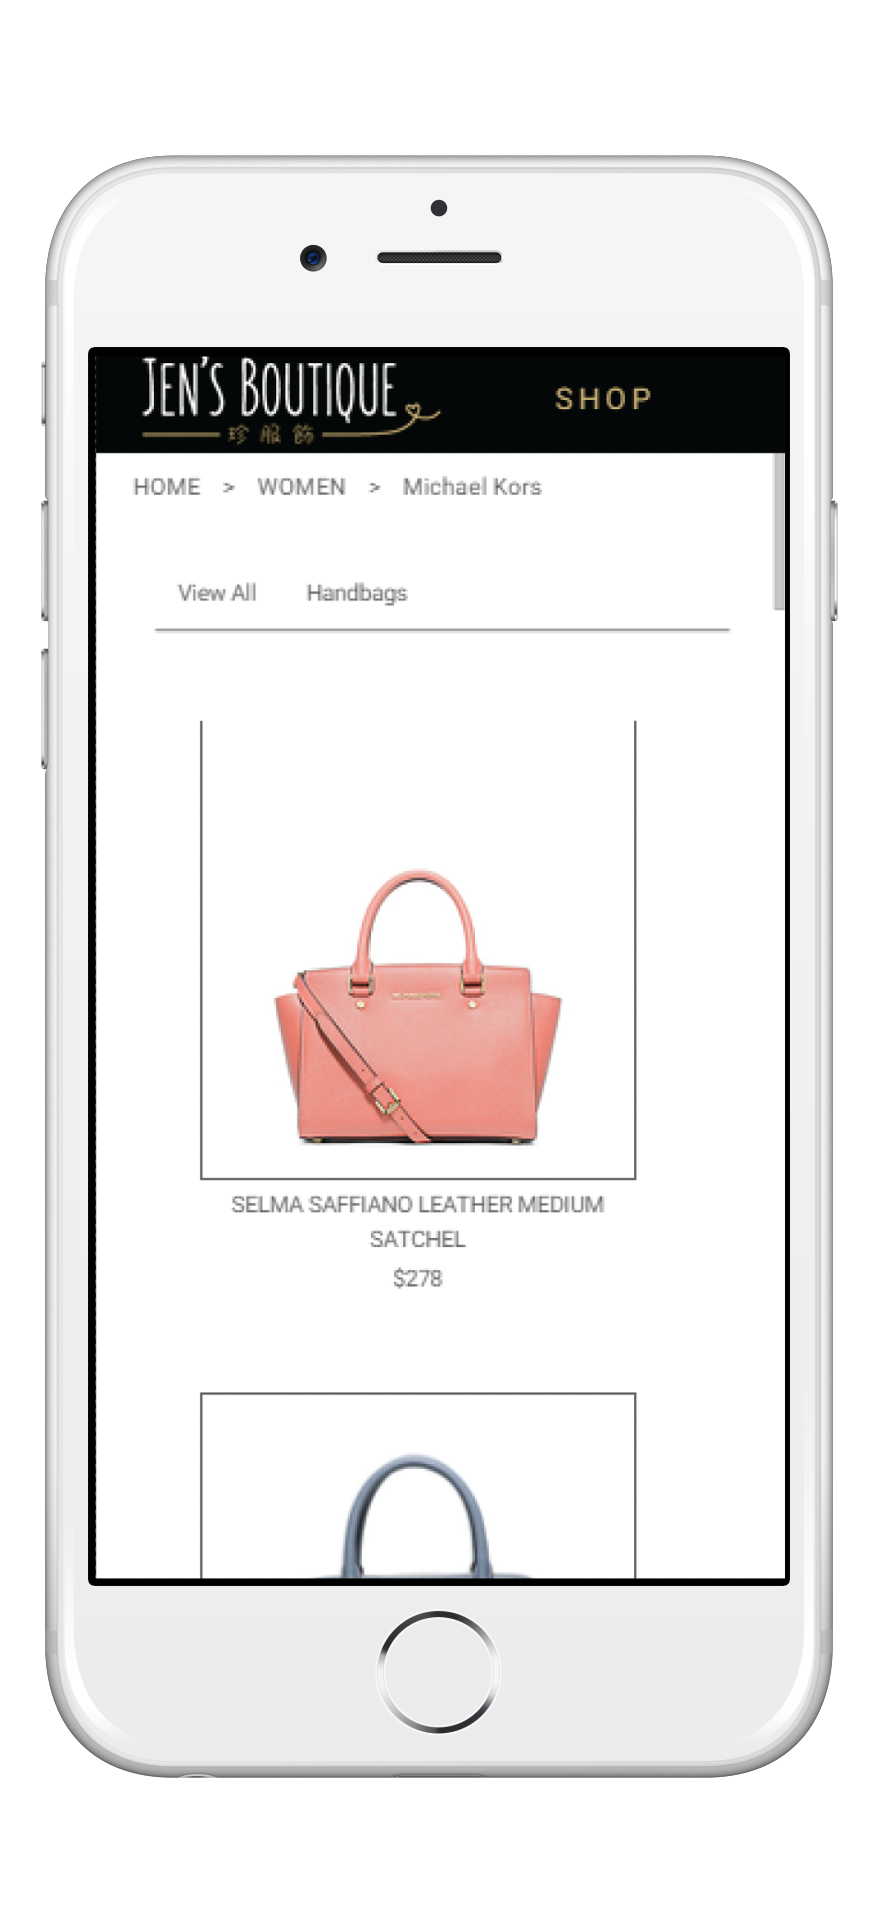 JEN'S BOUTIQUE
珍服飾
SHOP
HOME > WOMEN > Michael Kors
View All Handbags
SELMA SAFFIANO LEATHER MEDIUM
SATCHEL
$278